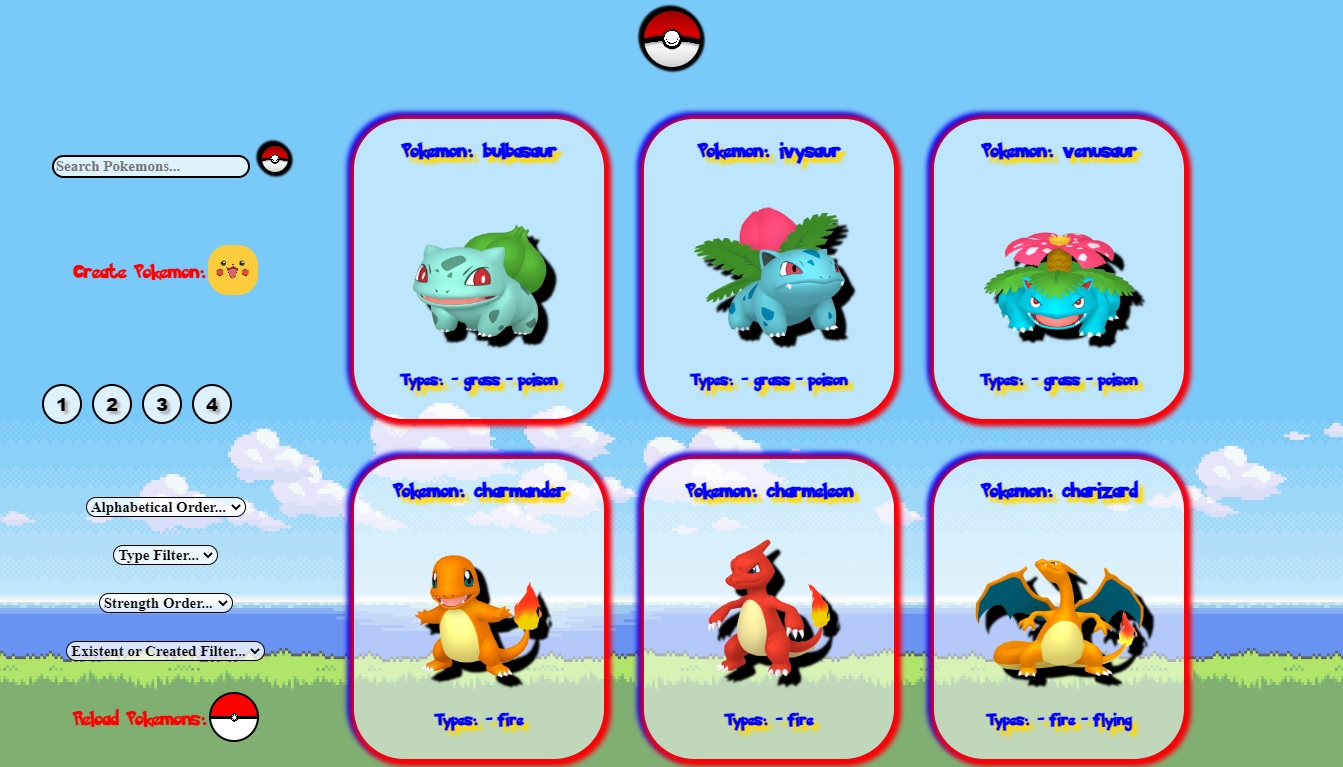 Search Pokemons...
Create Pokemon:
1 2 3 4
Alphabetical Order...
Type Filter...
Strength Order...
Existent or Created Filter...
Reload Pokemons:
Pokemon: bulbasaur
Types: - grass - poison
Pokemon: ivysaur
Types: - grass - poison
Pokemon: venusaur
Types: - grass - poison
Pokemon: charmander
Types: - fire
Pokemon: charmeleon
Types: - fire
Pokemon: charizard
Types: - fire - flying